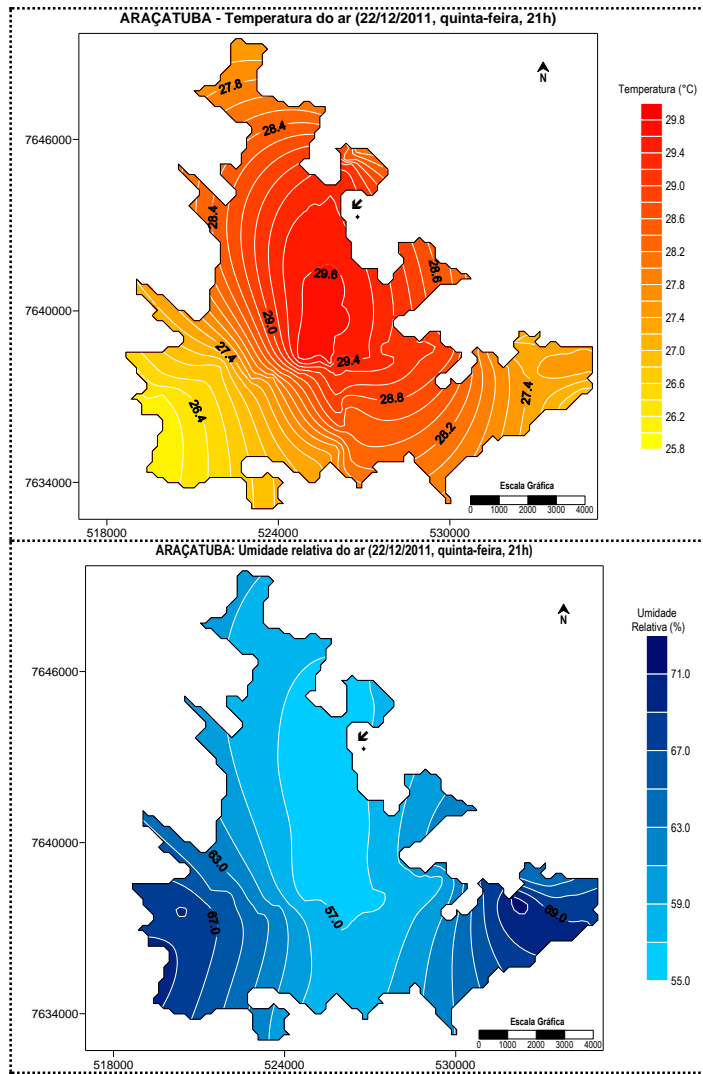 ARAÇATUBA - Temperatura do ar (22/12/2011, quinta-feira, 21h)
N
Temperatura (°C)
29.8
29.4
29.0
28.6
28.2
27.8
27.4
27.0
26.6
26.2
25.8
7646000
7640000
7634000
27.8
28.4
28.4
28.6
29.6
29.0
27.4
29.4
28.8
27.4
26.4
28.2
Escala Gráfica
0 1000 2000 3000 4000
518000 524000 530000
ARAÇATUBA: Umidade relativa do ar (22/12/2011, quinta-feira, 21h)
N
Umidade
Relativa (%)
71.0
67.0
63.0
59.0
55.0
7646000
7640000
7634000
63.0
67.0
57.0
69.0
Escala Gráfica
0 1000 2000 3000 4000
518000 524000 530000